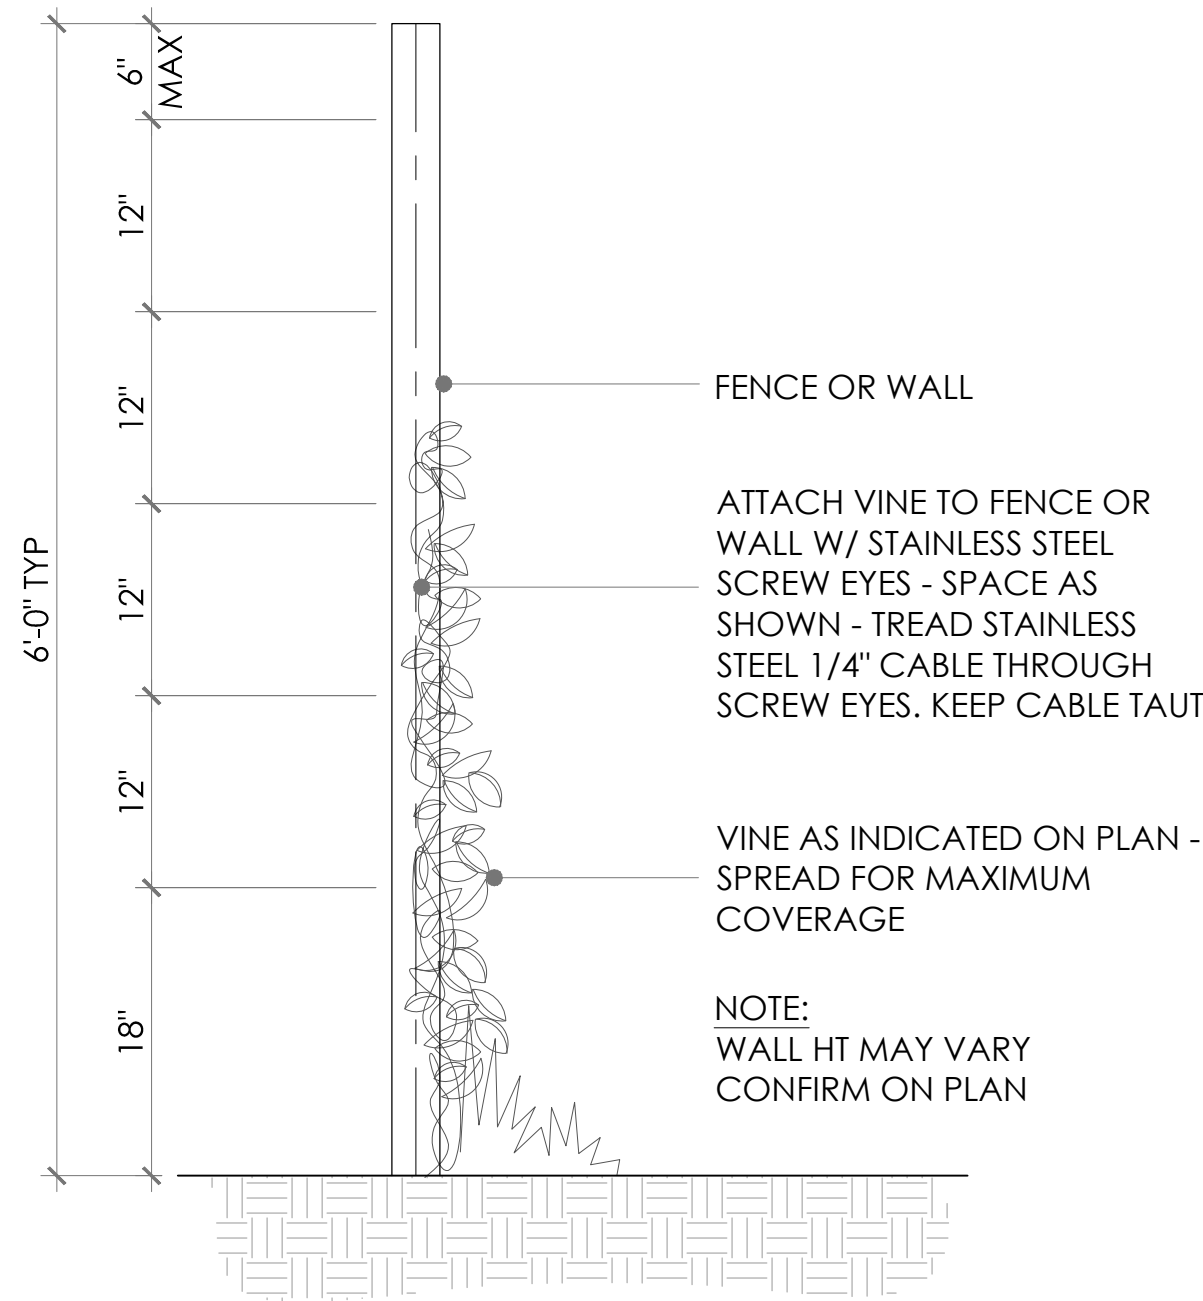 6"
MAX
12"
12"
12"
12"
18"
6'-0" TYP
FENCE OR WALL
ATTACH VINE TO FENCE OR
WALL W/ STAINLESS STEEL
SCREW EYES - SPACE AS
SHOWN - TREAD STAINLESS
STEEL 1/4" CABLE THROUGH
SCREW EYES. KEEP CABLE TAUT
VINE AS INDICATED ON PLAN -
SPREAD FOR MAXIMUM
COVERAGE
NOTE:
WALL HT MAY VARY
CONFIRM ON PLAN